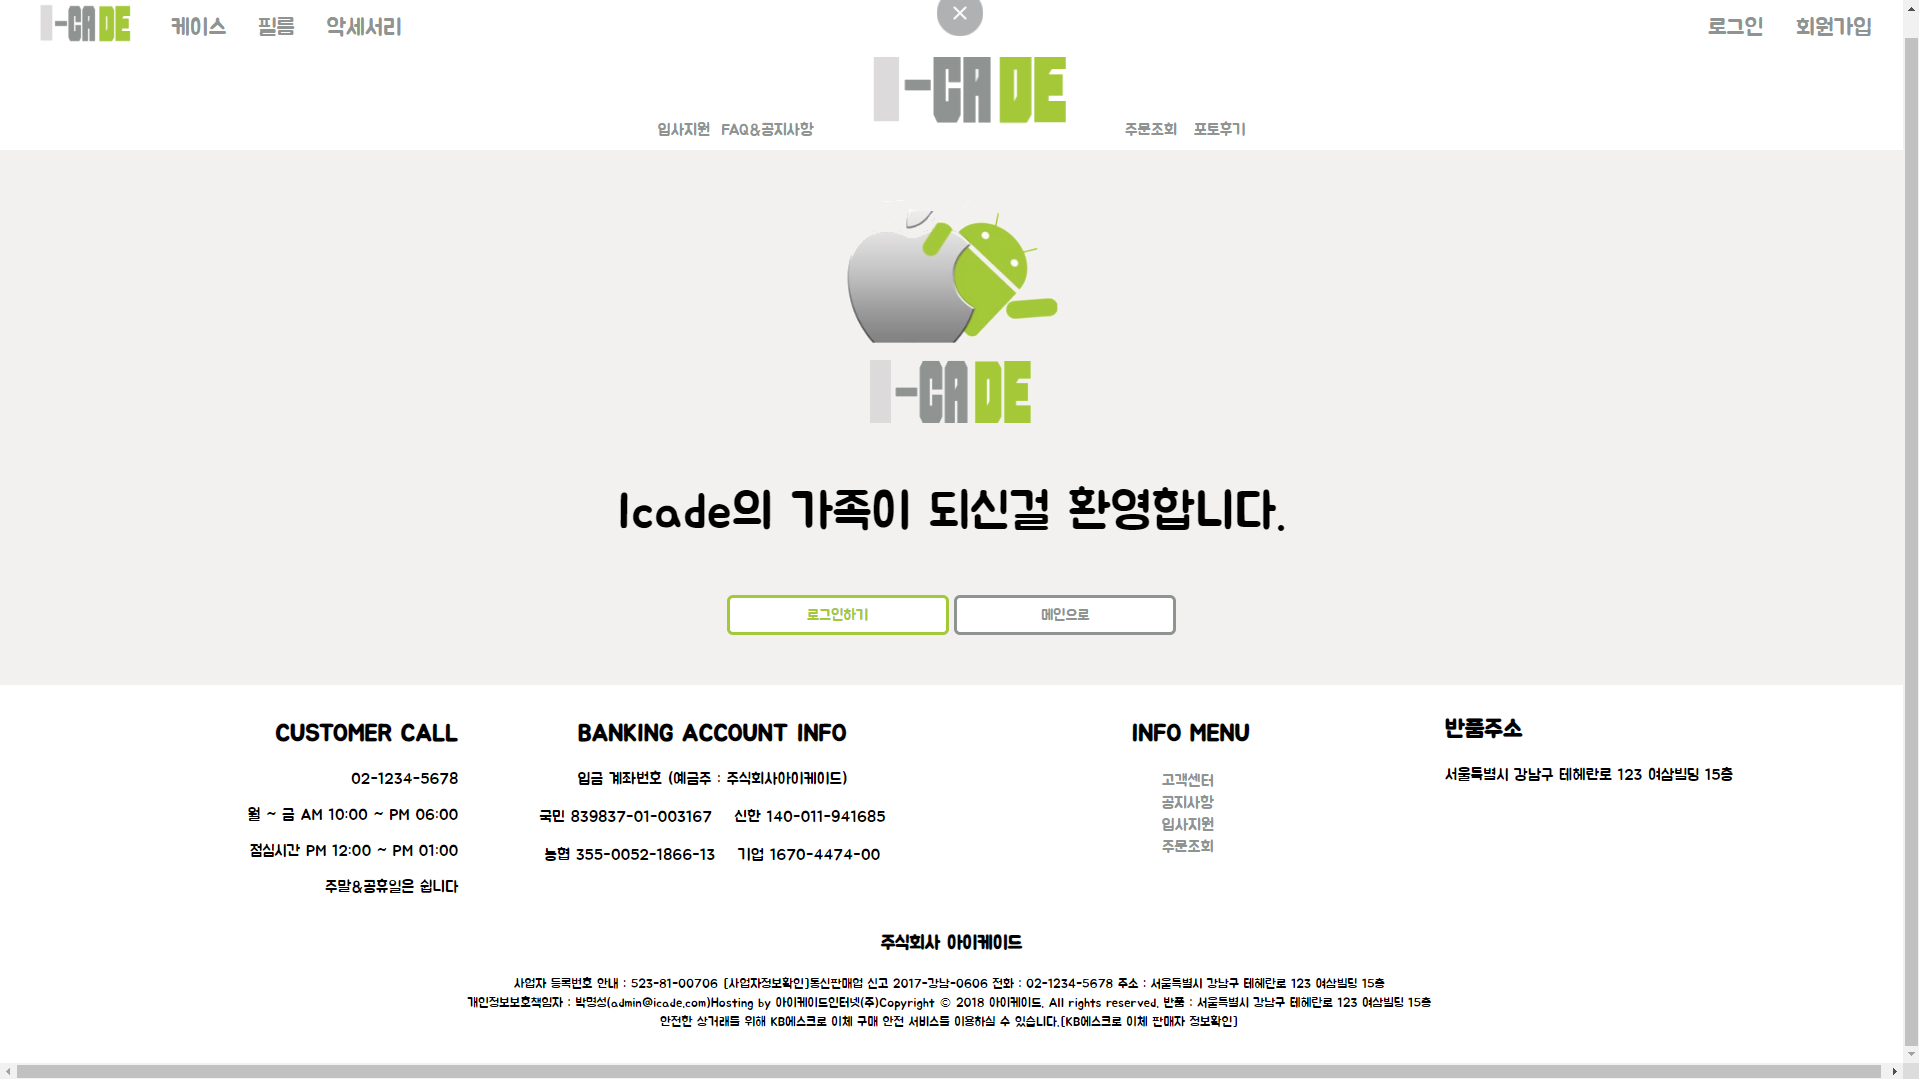 I-CADE 케이스 필름 악세서리 로그인 회원가입
I-CADE
입사지원 FAQ&공지사항 주문조회 포토후기
I-CADE
Icade의 가족이 되신걸 환영합니다.
로그인하기 메인으로
CUSTOMER CALL
02-1234-5678
월 ~ 금 AM 10:00 ~ PM 06:00
점심시간 PM 12:00 ~ PM 01:00
주말&공휴일은 쉽니다
BANKING ACCOUNT INFO
입금 계좌번호 (예금주 : 주식회사아이케이드)
국민 839837-01-003167 신한 140-011-941685
농협 355-0052-1866-13 기업 1670-4474-00
INFO MENU
고객센터
공지사항
입사지원
주문조회
반품주소
서울특별시 강남구 테헤란로 123 여삼빌딩 15층
주식회사 아이케이드
사업자 등록번호 안내 : 523-81-00706 [사업자정보확인]통신판매업 신고 2017-강남-0606 전화 : 02-1234-5678 주소 : 서울특별시 강남구 테헤란로 123 여삼빌딩 15층
개인정보보호책임자 : 박명성(admin@icade.com)Hosting by 아이케이드인터넷(주)Copyright © 2018 아이케이드. All rights reserved. 반품 : 서울특별시 강남구 테헤란로 123 여삼빌딩 15층
안전한 상거래를 위해 KB에스크로 이체 구매 안전 서비스를 이용하실 수 있습니다.[KB에스크로 이체 판매자 정보확인]